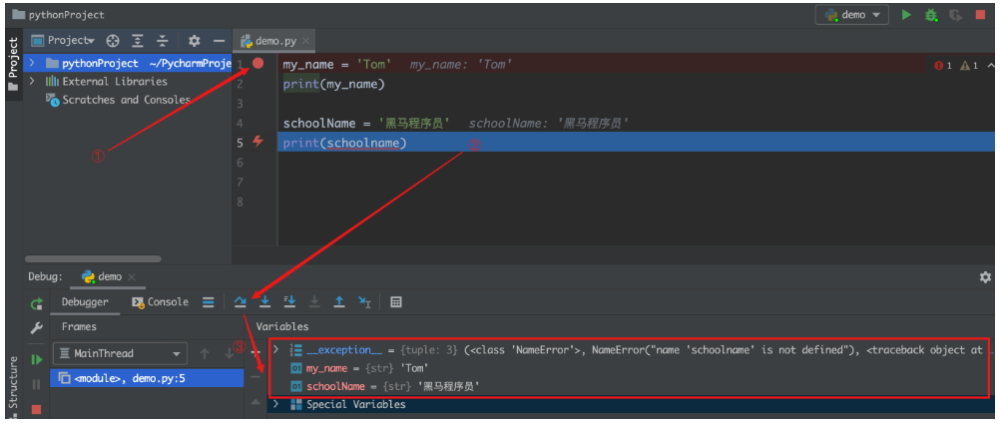 pythonProject
demo
Project
demo.py
Project
pythonProject ~/PycharmProje
External Libraries
Scratches and Consoles
1 my_name = 'Tom' my_name: 'Tom'
1 1
2 print(my_name)
3
4 schoolName = '黑马程序员' schoolName: '黑马程序员'
5 print(schoolname)
6
7
8
①
②
Debug: demo
Debugger Console
Frames
Variables
MainThread
③
<module>, demo.py:5
__exception__ = {tuple: 3} (<class 'NameError'>, NameError("name 'schoolname' is not defined"), <traceback object at
my_name = {str} 'Tom'
schoolName = {str} '黑马程序员'
Special Variables
Structure